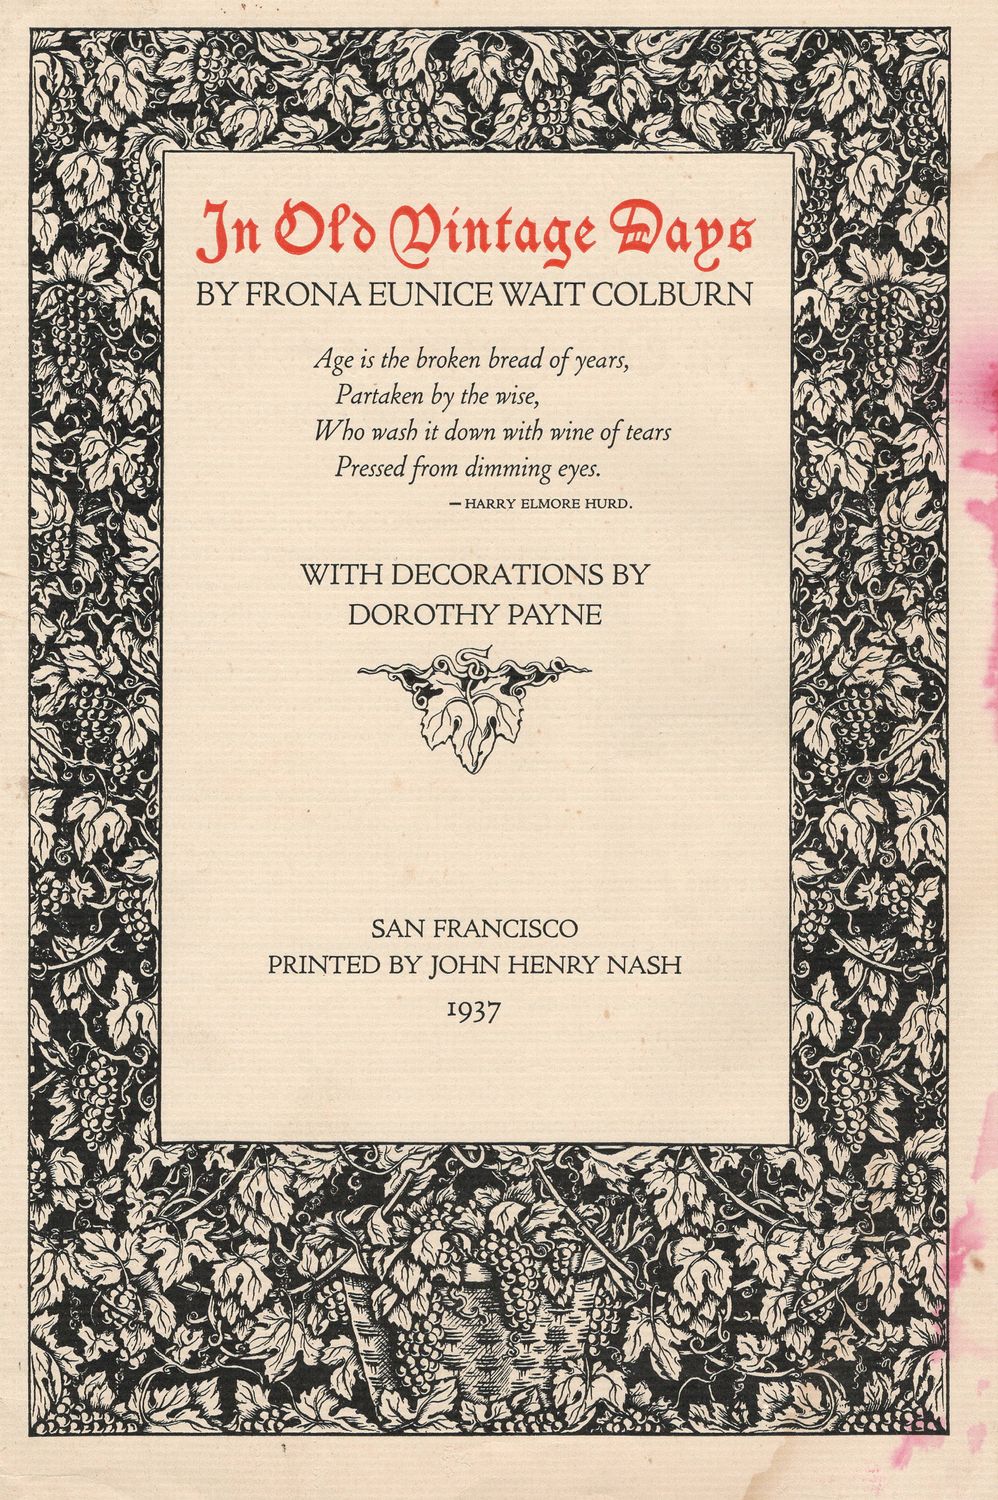 In Old Vintage Days
BY FRONA EUNICE WAIT COLBURN
Age is the broken bread of years,
Partaken by the wise,
Who wash it down with wine of tears
Pressed from dimming eyes.
— HARRY ELMORE HURD.
WITH DECORATIONS BY
DOROTHY PAYNE
SAN FRANCISCO
PRINTED BY JOHN HENRY NASH
1937